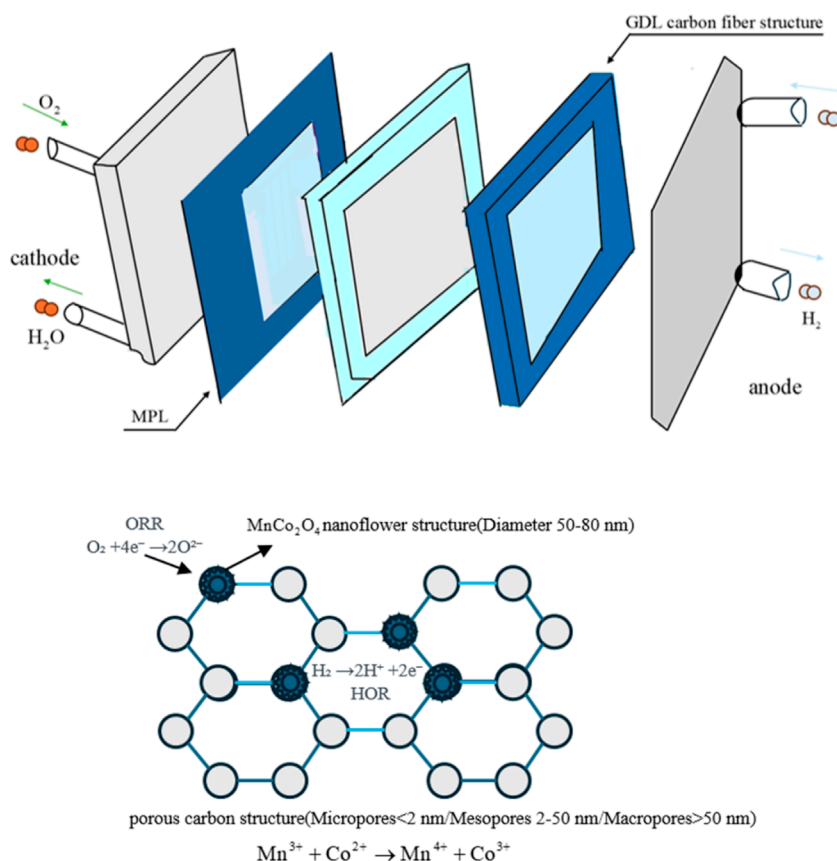 GDL carbon fiber structure
O₂
cathode
H₂O
H₂
anode
MPL
ORR
O₂ +4e⁻ →2O²⁻
MnCo₂O₄ nanoflower structure(Diameter 50-80 nm)
H₂ →2H⁺ +2e⁻
HOR
porous carbon structure(Micropores<2 nm/Mesopores 2-50 nm/Macropores>50 nm)
Mn³⁺ + Co²⁺ → Mn⁴⁺ + Co³⁺